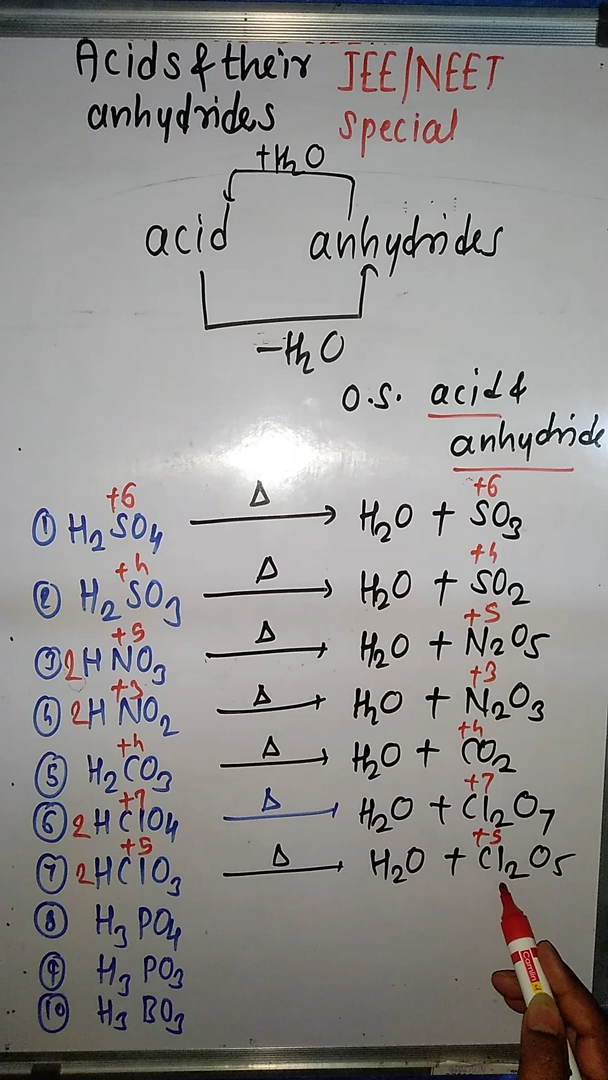 Acids & their JEE/NEET
anhydrides special
+H2O
acid anhydrides
-H2O
O.S. acid &
anhydride
+6 +6
① H2SO4 Δ H2O + SO3
+4 +4
② H2SO3 Δ H2O + SO2
+5 +5
③ 2HNO3 Δ H2O + N2O5
+3 +3
④ 2HNO2 Δ H2O + N2O3
+4 +4
⑤ H2CO3 Δ H2O + CO2
+7 +7
⑥ 2HClO4 Δ H2O + Cl2O7
+5 +5
⑦ 2HClO3 Δ H2O + Cl2O5
⑧ H3PO4
⑨ H3PO3
⑩ H3BO3
Camlin